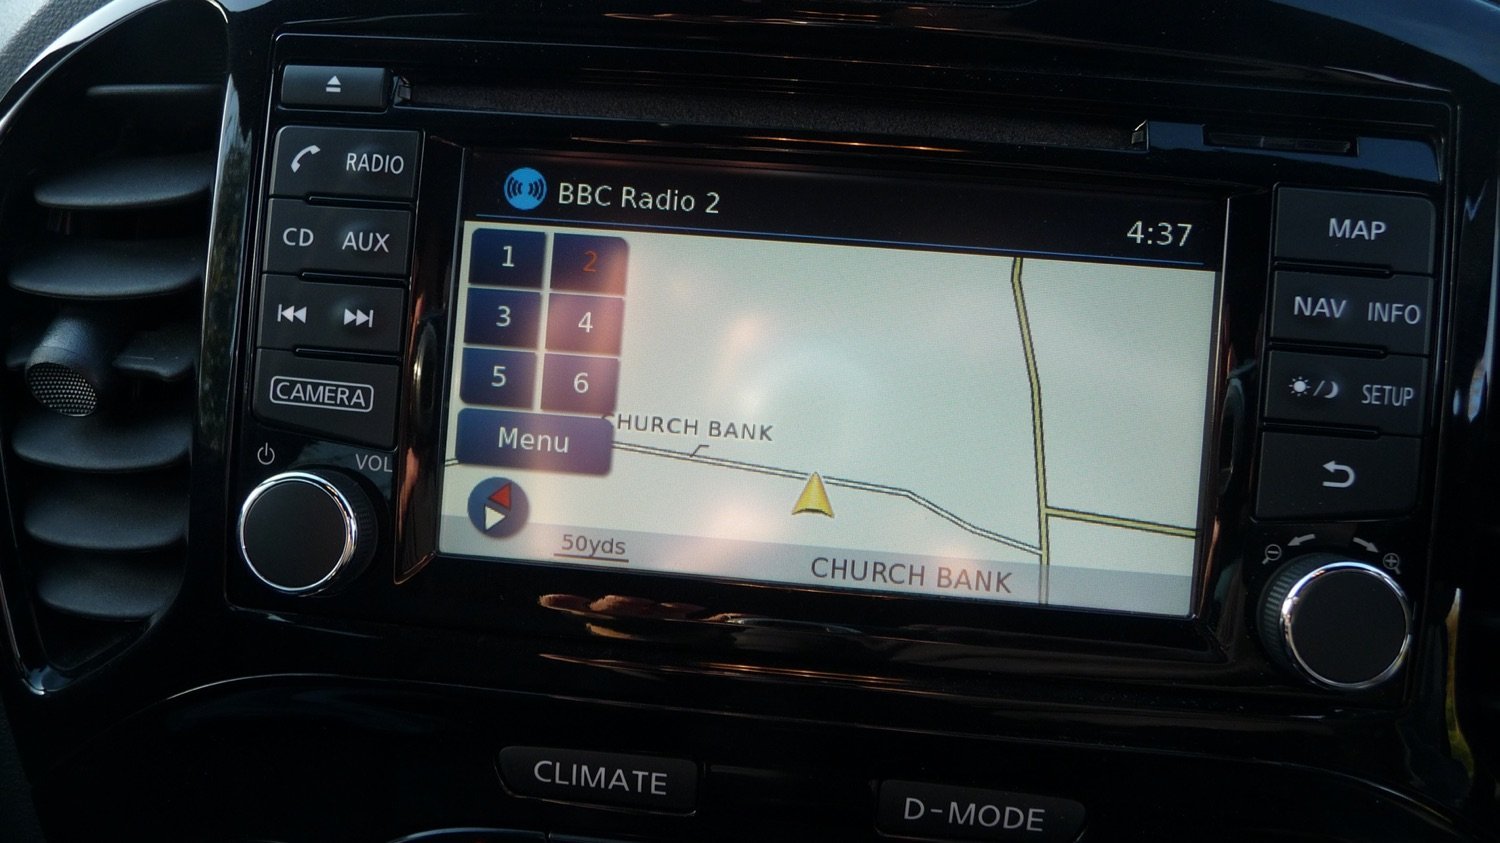 RADIO
CD AUX
CAMERA
VOL
BBC Radio 2
4:37
1 2
3 4
5 6
Menu
CHURCH BANK
50yds
CHURCH BANK
MAP
NAV INFO
SETUP
CLIMATE
D-MODE